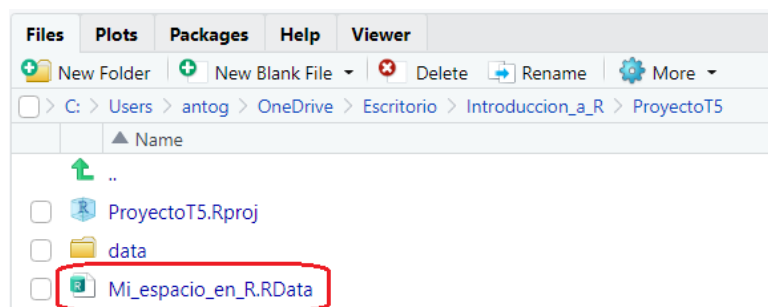 Files Plots Packages Help Viewer
New Folder New Blank File Delete Rename More
C: > Users > antog > OneDrive > Escritorio > Introduccion_a_R > ProyectoT5
Name
..
ProyectoT5.Rproj
data
Mi_espacio_en_R.RData